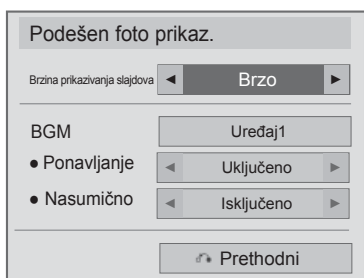 Podešen foto prikaz.
Brzina prikazivanja slajdova ◄ Brzo ►
BGM Uređaj1
● Ponavljanje ◄ Uključeno ►
● Nasumično ◄ Isključeno ►
Prethodni